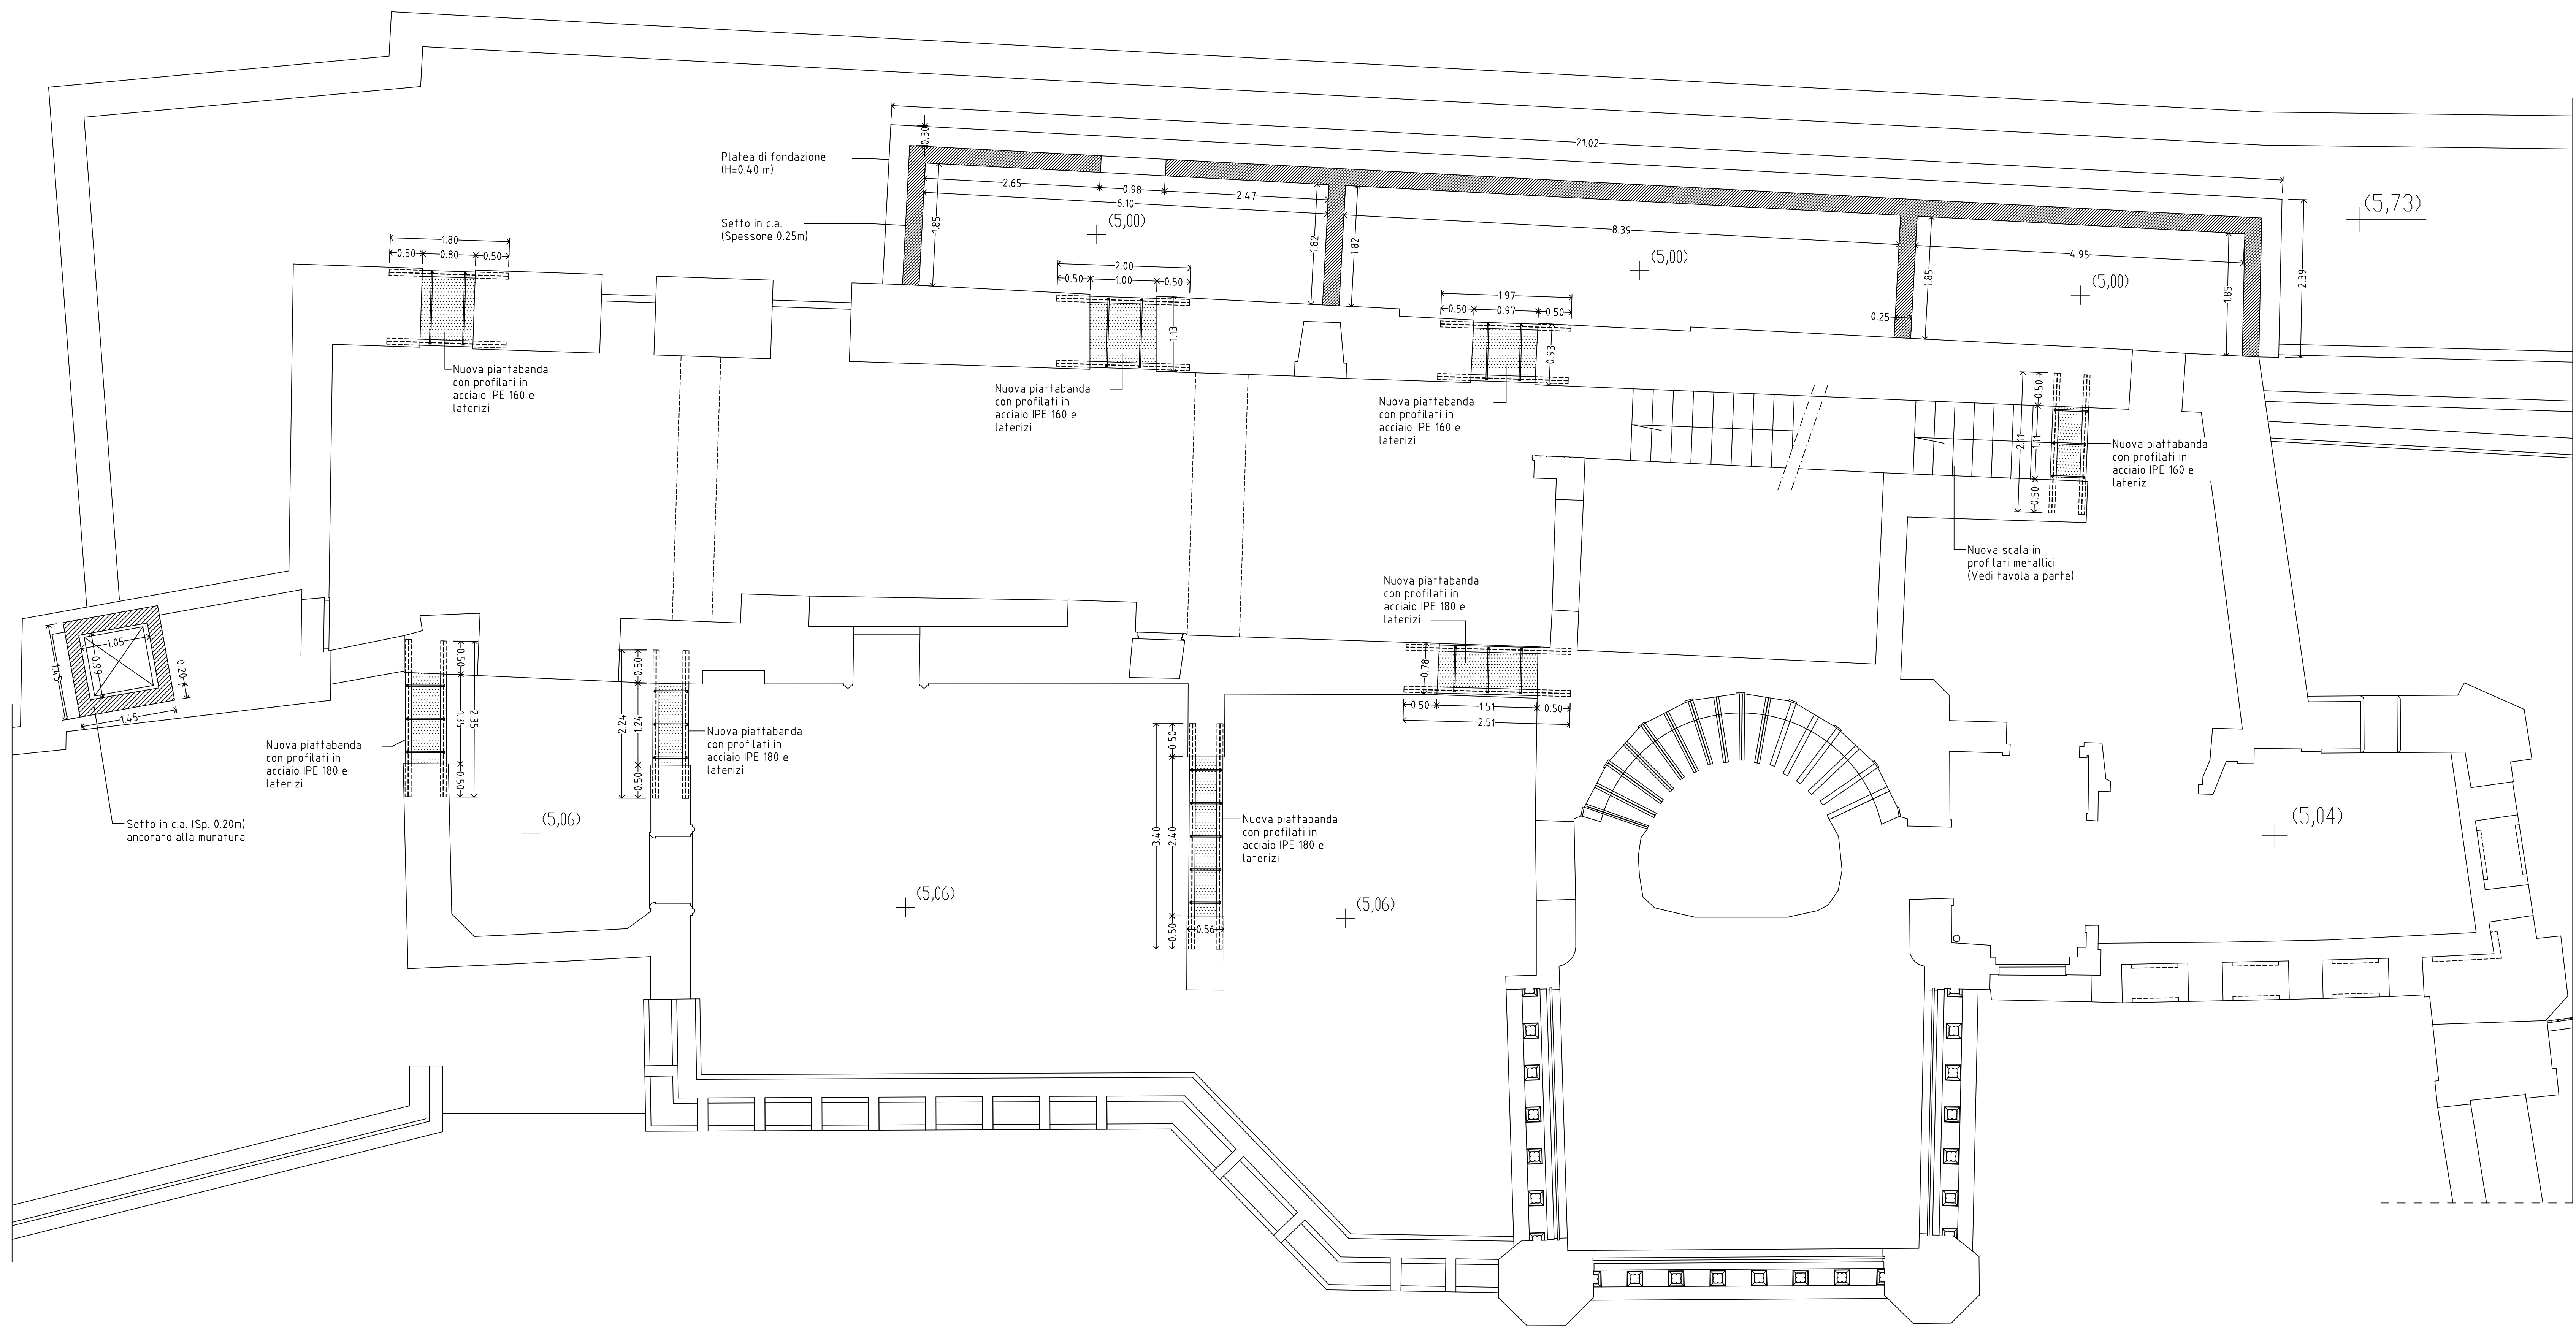 21.02
(5,73)
Platea di fondazione
(H=0.40 m)
0.30
2.65
0.98
2.47
6.10
(5,00)
1.85
Setto in c.a.
(Spessore 0.25m)
1.82
1.82
8.39
(5,00)
4.95
1.85
(5,00)
1.85
2.39
0.25
1.80
0.50
0.80
0.50
2.00
0.50
1.00
0.50
1.13
1.97
0.50
0.97
0.50
0.93
Nuova piattabanda
con profilati in
acciaio IPE 160 e
laterizi
Nuova piattabanda
con profilati in
acciaio IPE 160 e
laterizi
Nuova piattabanda
con profilati in
acciaio IPE 160 e
laterizi
0.50
2.11
1.11
0.50
Nuova piattabanda
con profilati in
acciaio IPE 160 e
laterizi
Nuova scala in
profilati metallici
(Vedi tavola a parte)
Nuova piattabanda
con profilati in
acciaio IPE 180 e
laterizi
0.78
0.50
1.51
0.50
2.51
1.05
0.99
1.45
0.20
1.45
0.50
1.35
2.35
0.50
0.50
2.24
1.24
0.50
Nuova piattabanda
con profilati in
acciaio IPE 180 e
laterizi
Nuova piattabanda
con profilati in
acciaio IPE 180 e
laterizi
Setto in c.a. (Sp. 0.20m)
ancorato alla muratura
(5,06)
0.50
3.40
2.40
0.50
0.56
Nuova piattabanda
con profilati in
acciaio IPE 180 e
laterizi
(5,06)
(5,06)
(5,04)